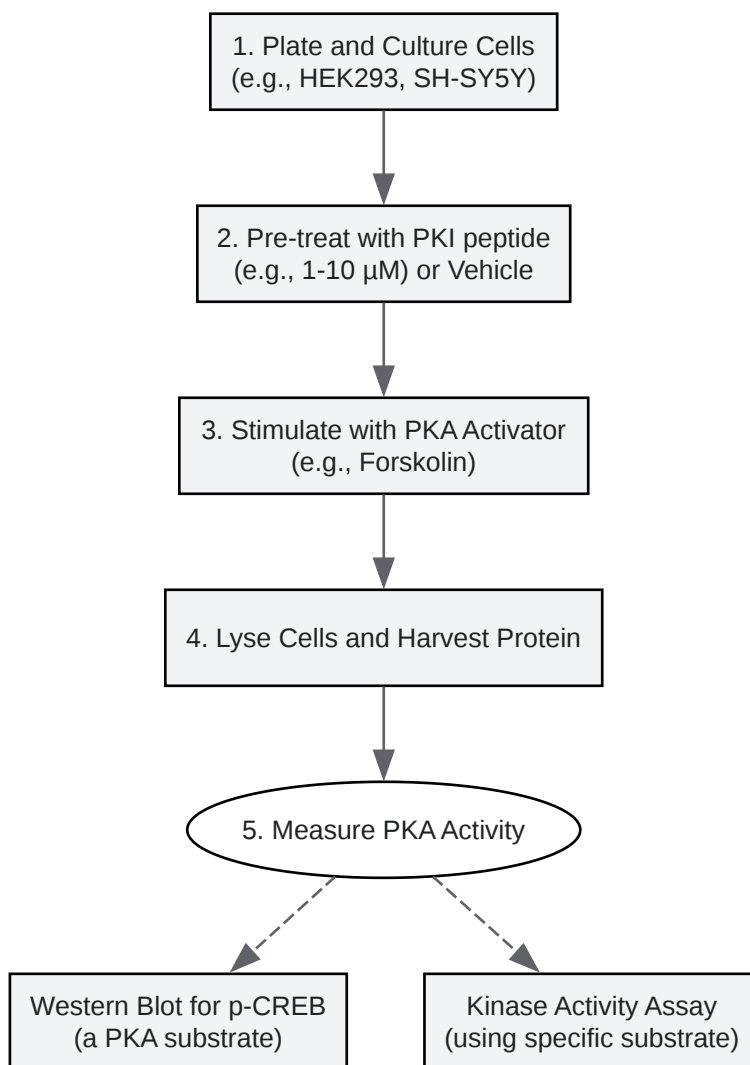 1. Plate and Culture Cells
(e.g., HEK293, SH-SY5Y)
2. Pre-treat with PKI peptide
(e.g., 1-10 µM) or Vehicle
3. Stimulate with PKA Activator
(e.g., Forskolin)
4. Lyse Cells and Harvest Protein
5. Measure PKA Activity
Western Blot for p-CREB
(a PKA substrate)
Kinase Activity Assay
(using specific substrate)